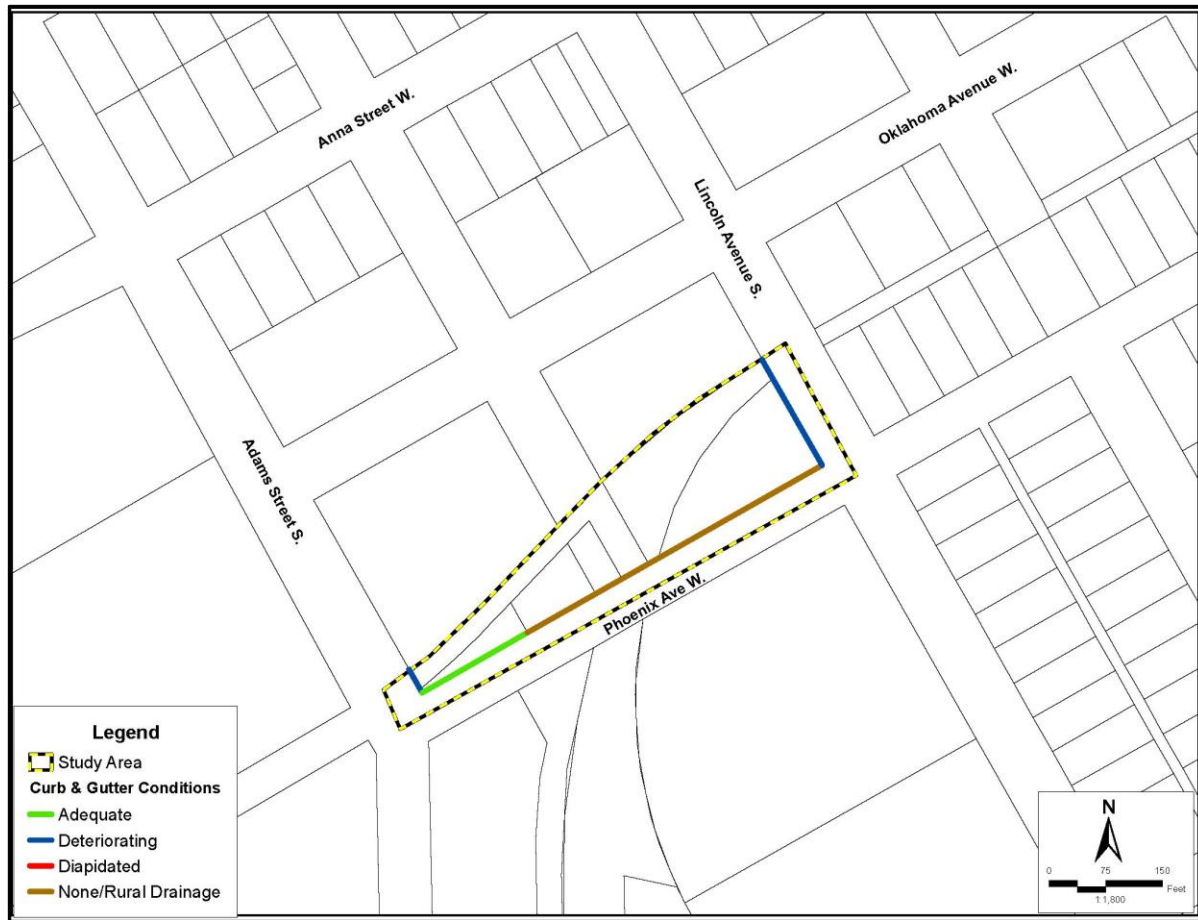 Anna Street W.
Oklahoma Avenue W.
Lincoln Avenue S.
Adams Street S.
Phoenix Ave W.
Legend
Study Area
Curb & Gutter Conditions
Adequate
Deteriorating
Diapidated
None/Rural Drainage
N
0 75 150
Feet
1:1,800